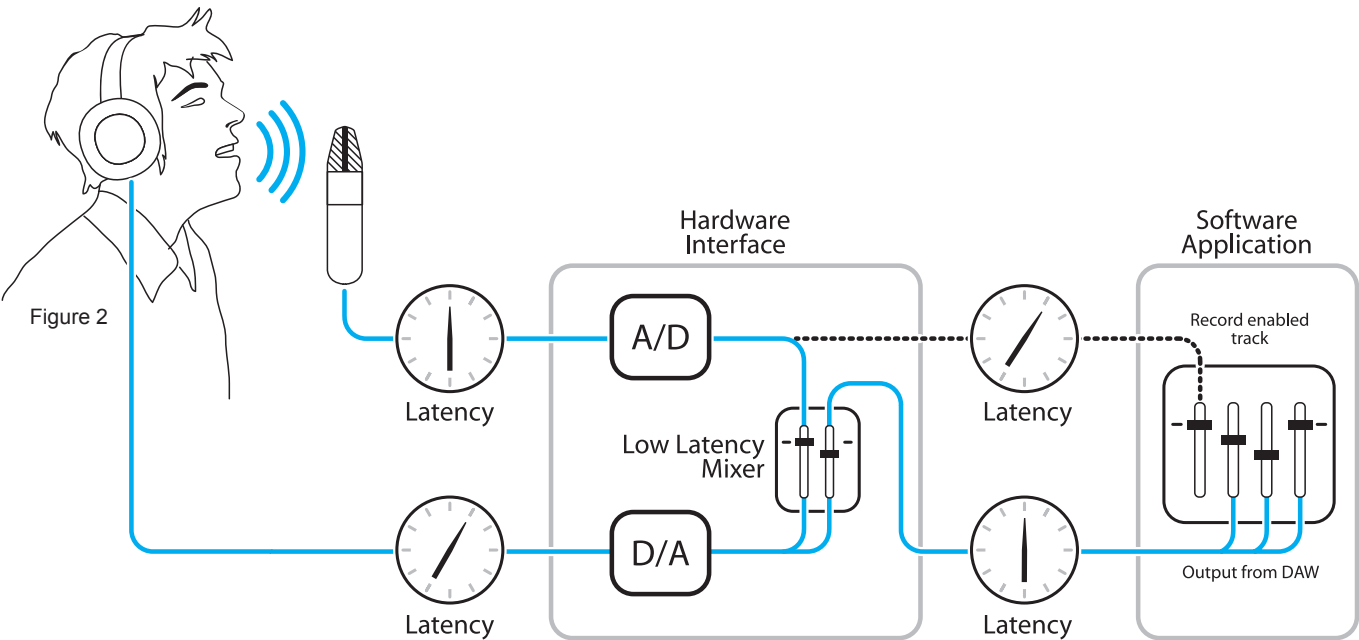 Hardware
Interface
Software
Application
Figure 2
A/D
Record enabled
track
Latency
Latency
Low Latency
Mixer
D/A
Output from DAW
Latency
Latency